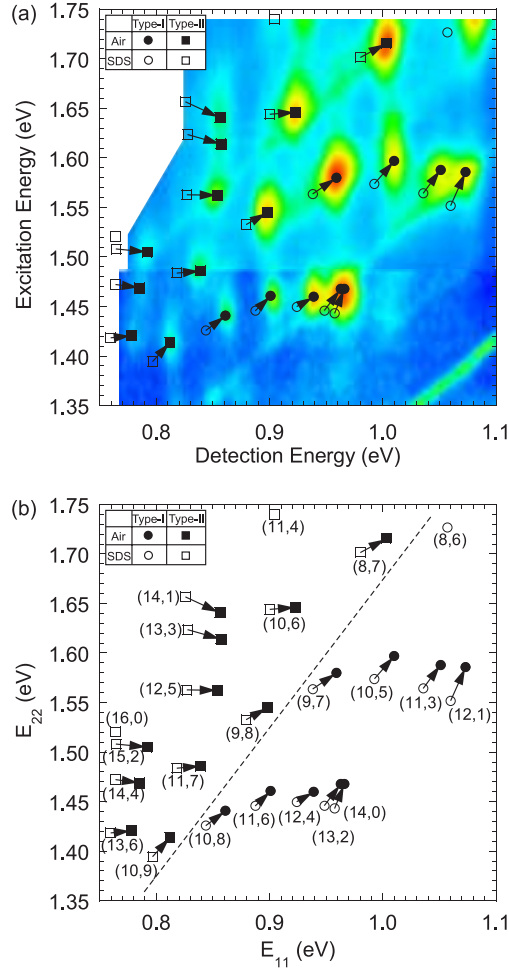 (a)
Type-I Type-II
Air
SDS
Excitation Energy (eV)
1.75
1.70
1.65
1.60
1.55
1.50
1.45
1.40
1.35
0.8 0.9 1.0 1.1
Detection Energy (eV)
(b)
Type-I Type-II
Air
SDS
E22 (eV)
1.75
1.70
1.65
1.60
1.55
1.50
1.45
1.40
1.35
(11,4)
(8,6)
(8,7)
(14,1)
(10,6)
(13,3)
(12,5)
(9,7)
(10,5)
(11,3)
(12,1)
(16,0)
(9,8)
(15,2)
(11,7)
(14,4)
(13,6)
(10,9)
(10,8)
(11,6)
(12,4)
(14,0)
(13,2)
0.8 0.9 1.0 1.1
E11 (eV)